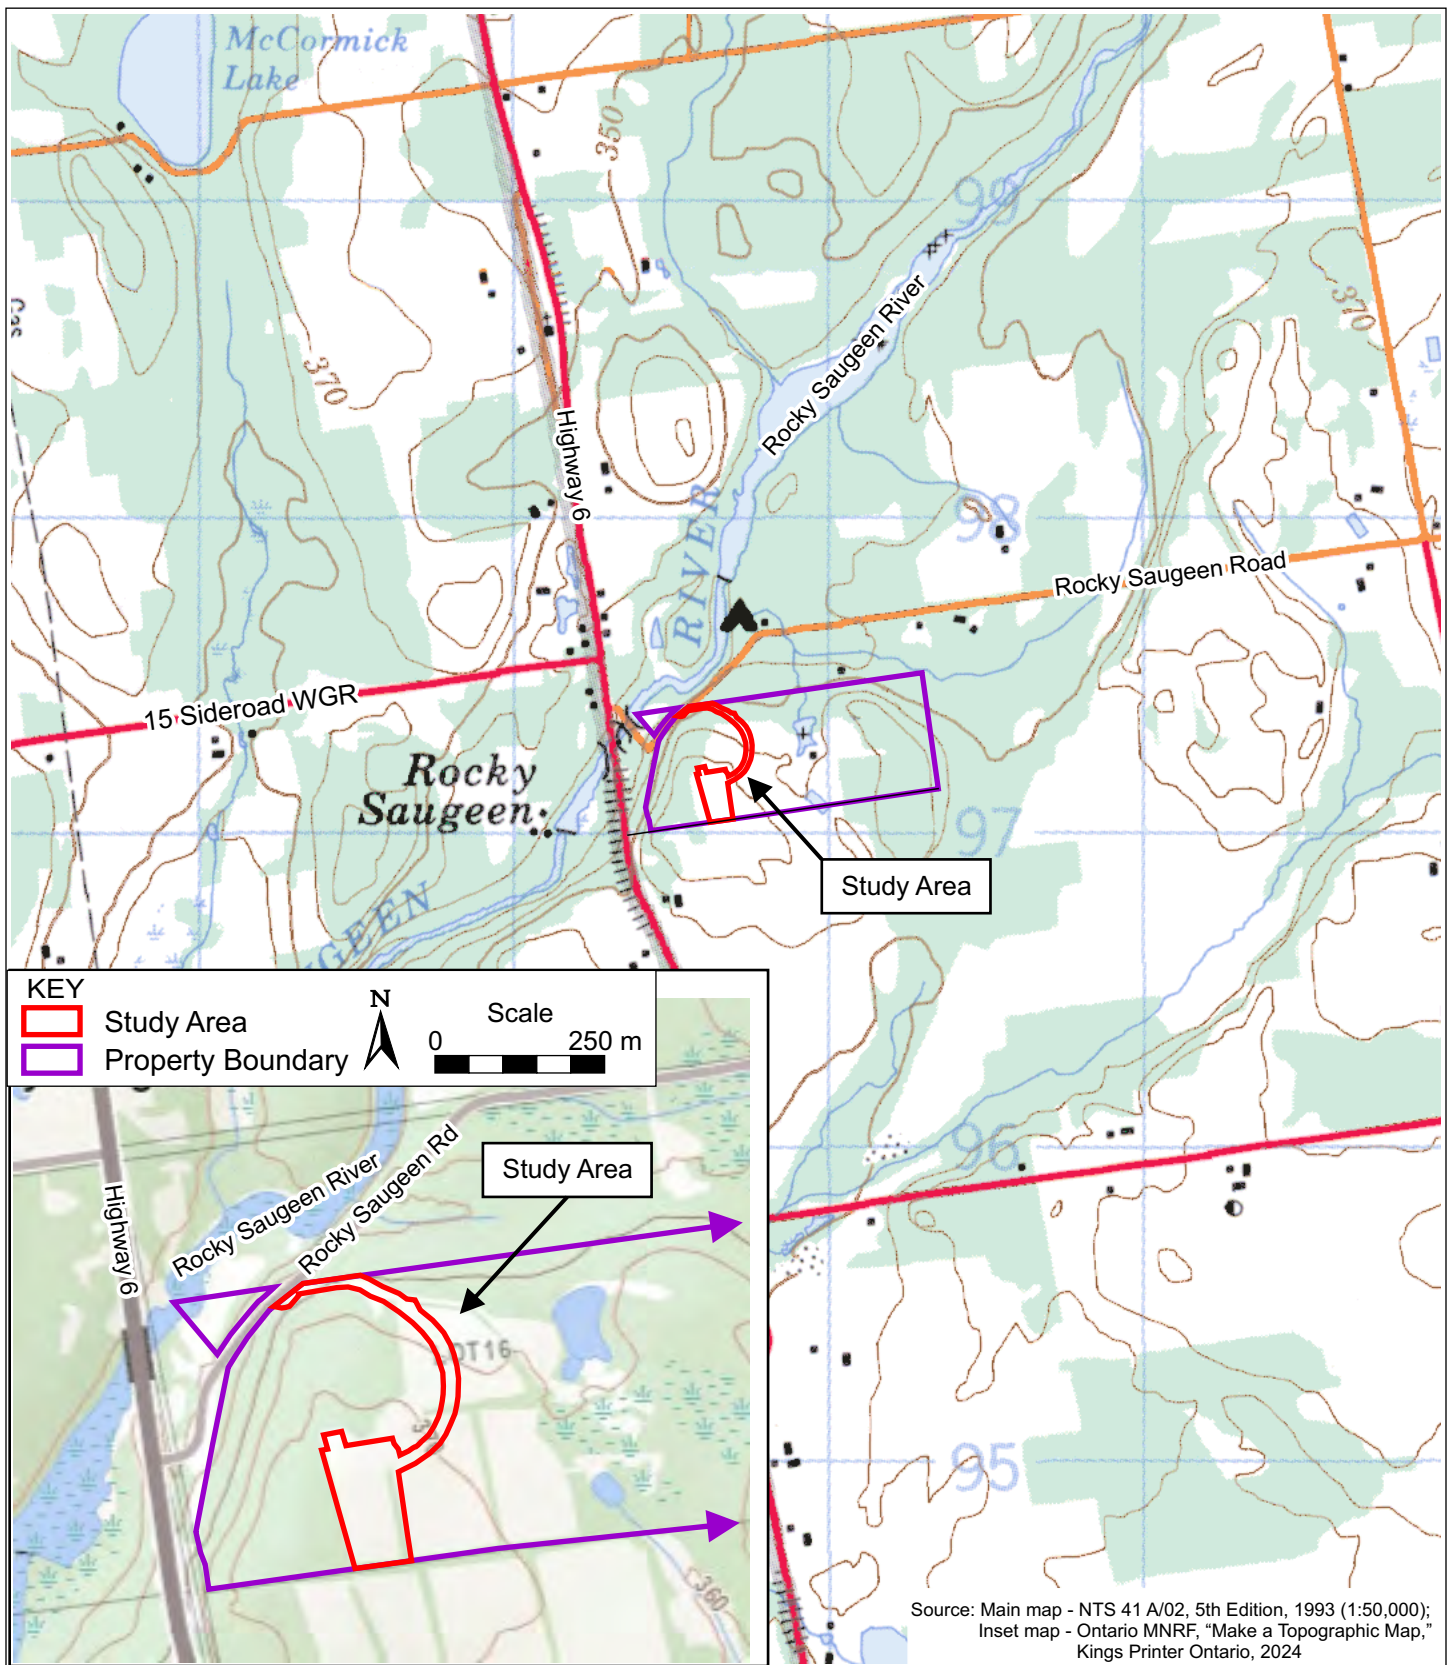 McCormick
Lake
350
99
Rocky Saugeen River
Gas
370
370
Highway 6
RIVER
98
Rocky Saugeen Road
15 Sideroad WGR
Rocky
Saugeen
97
Study Area
GEEN
KEY
Study Area
Property Boundary
N
Scale
0 250 m
96
Study Area
Highway 6
Rocky Saugeen River
Rocky Saugeen Rd
OT 16
95
360
Source: Main map - NTS 41 A/02, 5th Edition, 1993 (1:50,000);
Inset map - Ontario MNRF, “Make a Topographic Map,”
Kings Printer Ontario, 2024